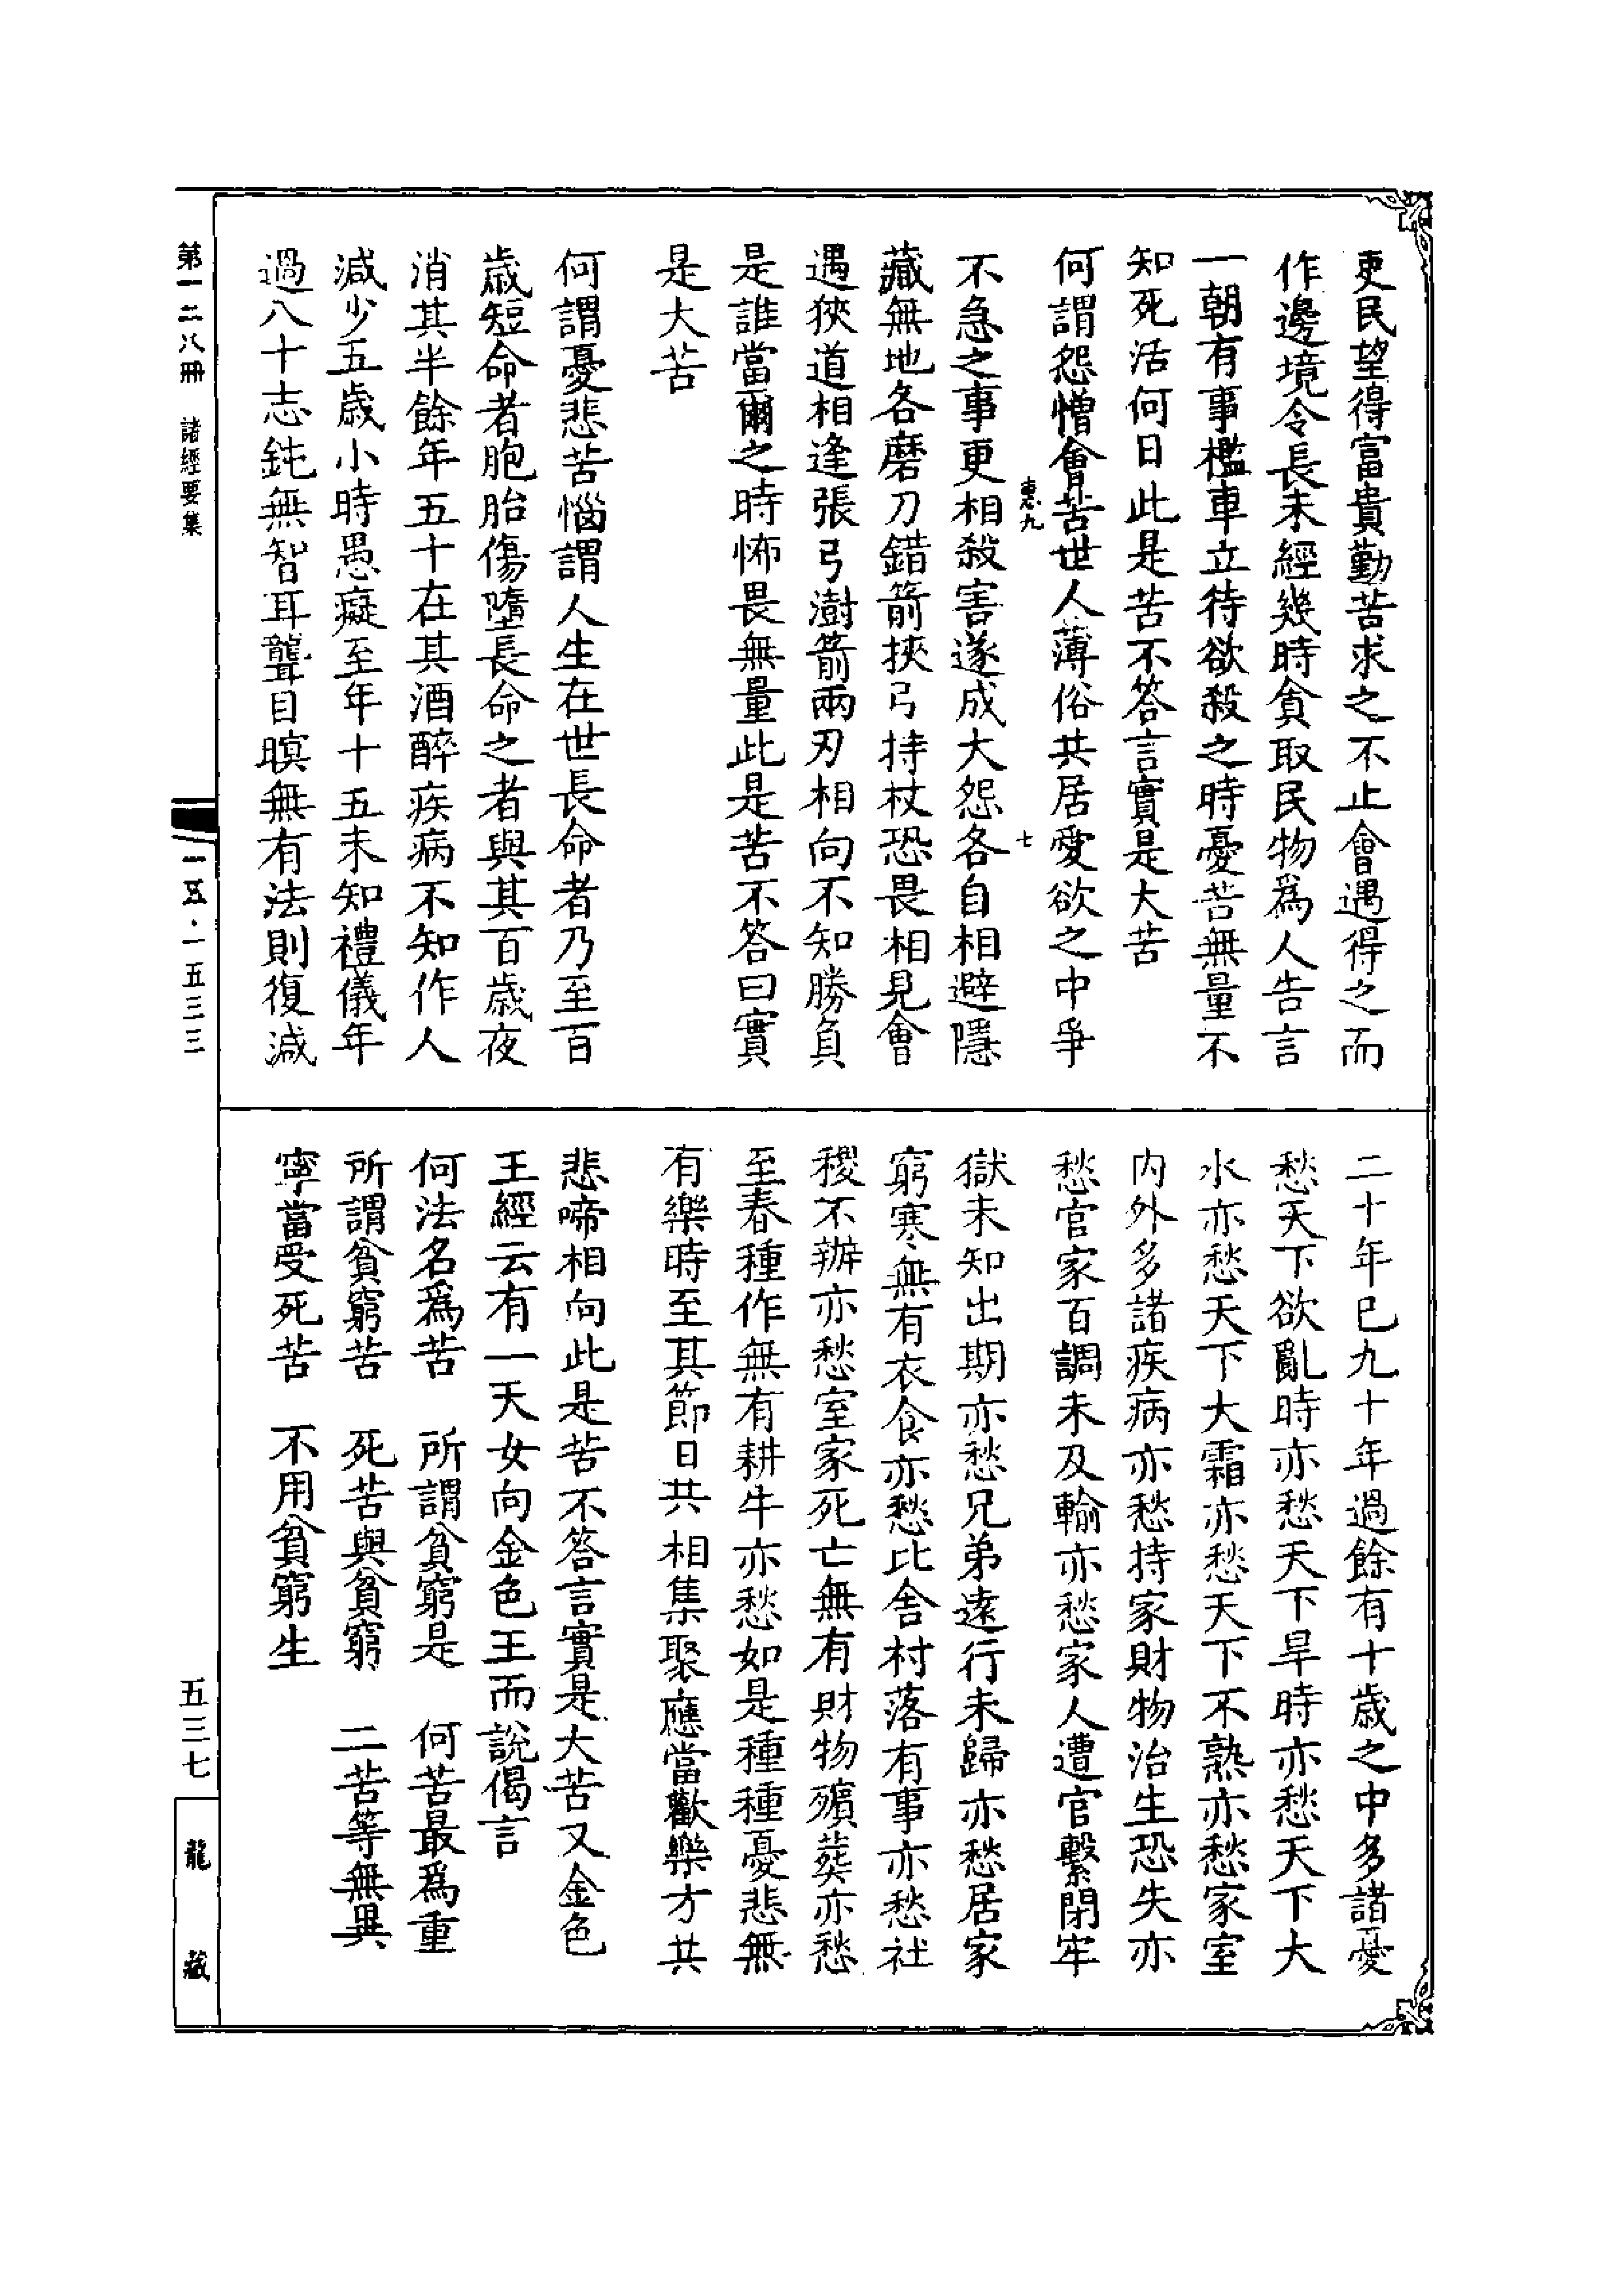 吏民望得富貴勤苦求之不止會遇得之而
作邊境令長未經幾時貪取民物為人告言
一朝有事檻車立待欲殺之時憂苦無量不
知死活何日此是苦不答言實是大苦
何謂怨憎會苦世人薄俗共居愛欲之中爭
惠九 七
不急之事更相殺害遂成大怨各自相避隱
藏無地各磨刀錯箭挾弓持杖恐畏相見會
遇狹道相逢張弓澍箭兩刃相向不知勝負
是誰當爾之時怖畏無量此是苦不答曰實
是大苦
何謂憂悲苦惱謂人生在世長命者乃至百
歲短命者胞胎傷墮長命之者與其百歲夜
消其半餘年五十在其酒醉疾病不知作人
減少五歲小時愚癡至年十五未知禮儀年
過八十志鈍無智耳聾目瞑無有法則復減
二十年已九十年過餘有十歲之中多諸憂
愁天下欲亂時亦愁天下旱時亦愁天下大
水亦愁天下大霜亦愁天下不熟亦愁家室
內外多諸疾病亦愁持家財物治生恐失亦
愁官家百調未及輸亦愁家人遭官繫閉牢
獄未知出期亦愁兄弟遠行未歸亦愁居家
窮寒無有衣食亦愁比舍村落有事亦愁社
稷不辦亦愁室家死亡無有財物殯葬亦愁
至春種作無有耕牛亦愁如是種種憂悲無
有樂時至其節日共相集聚應當歡樂才共
悲啼相向此是苦不答言實是大苦又金色
王經云有一天女向金色王而說偈言
何法名為苦 所謂貧窮是 何苦最為重
所謂貧窮苦 死苦與貧窮 二苦等無異
寧當受死苦 不用貧窮生
第一二八冊 諸經要集
一五·一五三三
五三七
龍藏